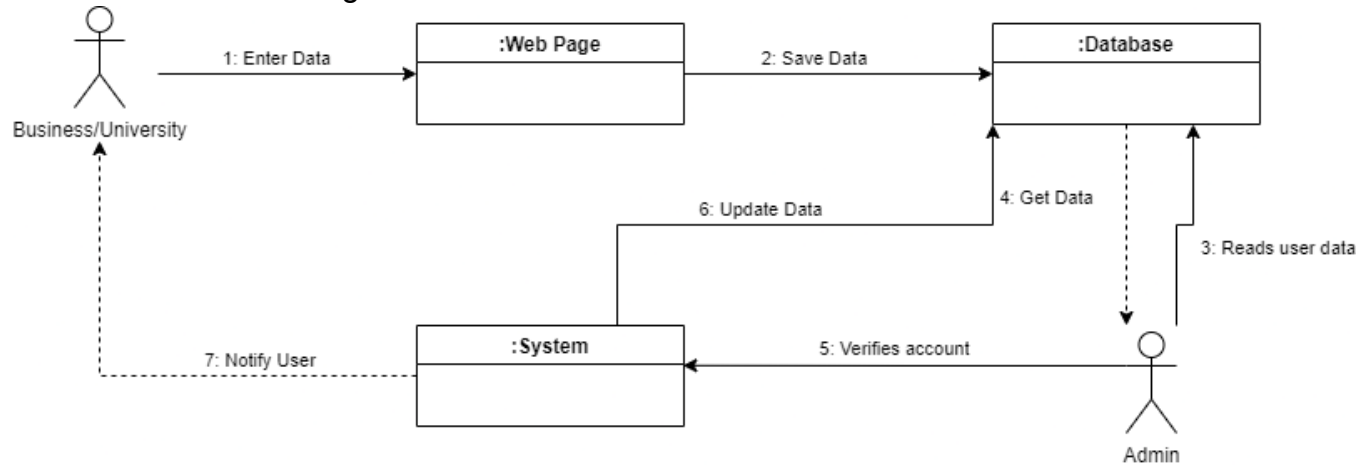 :Web Page
:Database
1: Enter Data
2: Save Data
Business/University
4: Get Data
6: Update Data
3: Reads user data
:System
5: Verifies account
7: Notify User
Admin